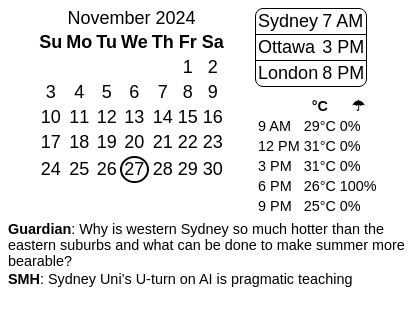 November 2024
Su Mo Tu We Th Fr Sa
1 2
3 4 5 6 7 8 9
10 11 12 13 14 15 16
17 18 19 20 21 22 23
24 25 26 27 28 29 30
Sydney 7 AM
Ottawa 3 PM
London 8 PM
°C ☂
9 AM 29°C 0%
12 PM 31°C 0%
3 PM 31°C 0%
6 PM 26°C 100%
9 PM 25°C 0%
Guardian: Why is western Sydney so much hotter than the
eastern suburbs and what can be done to make summer more
bearable?
SMH: Sydney Uni’s U-turn on AI is pragmatic teaching